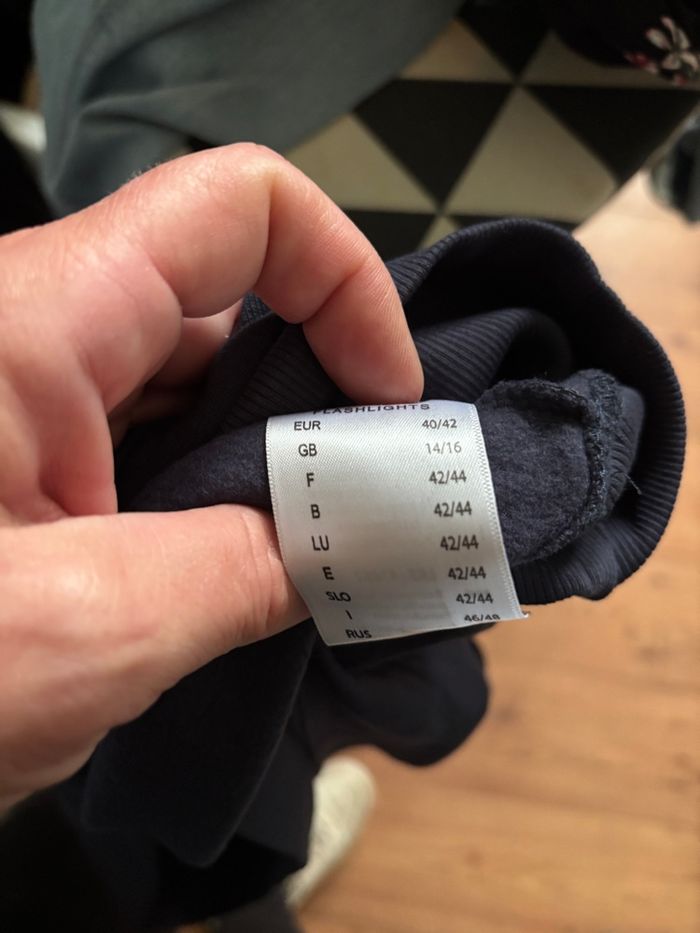 FLASHLIGHTS
EUR 40/42
GB 14/16
F 42/44
B 42/44
LU 42/44
E 42/44
SLO 42/44
I 46/48
RUS